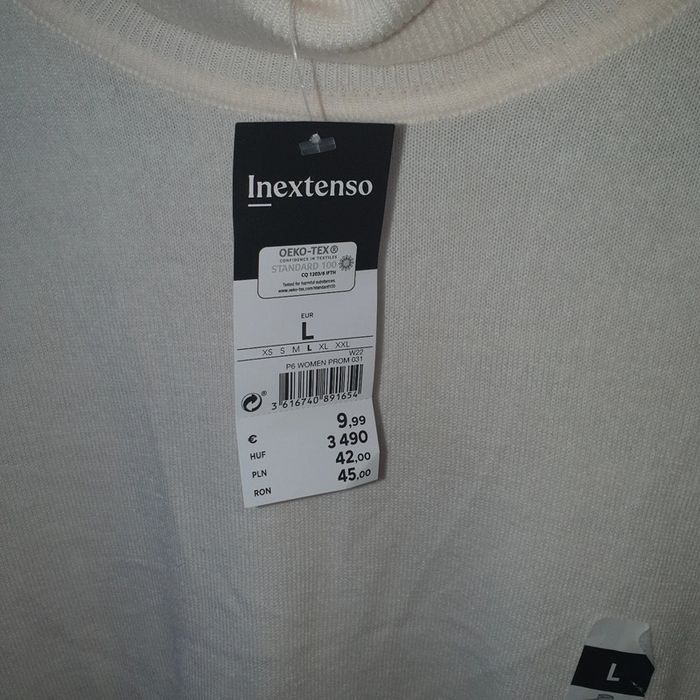 Inextenso
OEKO-TEX®
CONFIDENCE IN TEXTILES
STANDARD 100
CQ 1203/6 IFTH
Tested for harmful substances.
www.oeko-tex.com/standard100
EUR
L
XS S M L XL XXL
W22
P6 WOMEN PROM 031
3 616740 891654
€ 9,99
HUF 3 490
PLN 42,00
RON 45,00
L